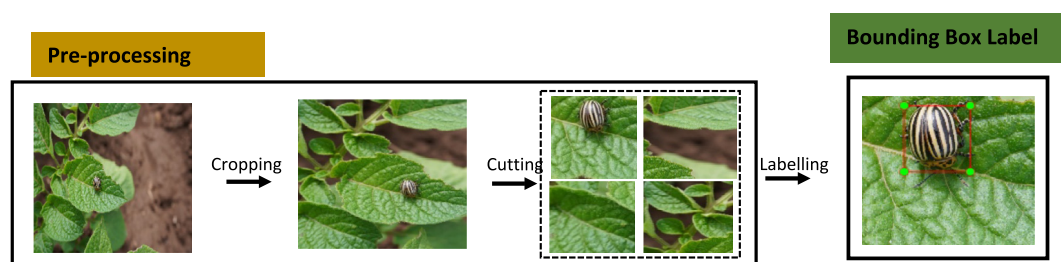 Pre-processing
Bounding Box Label
Cropping
Cutting
Labelling